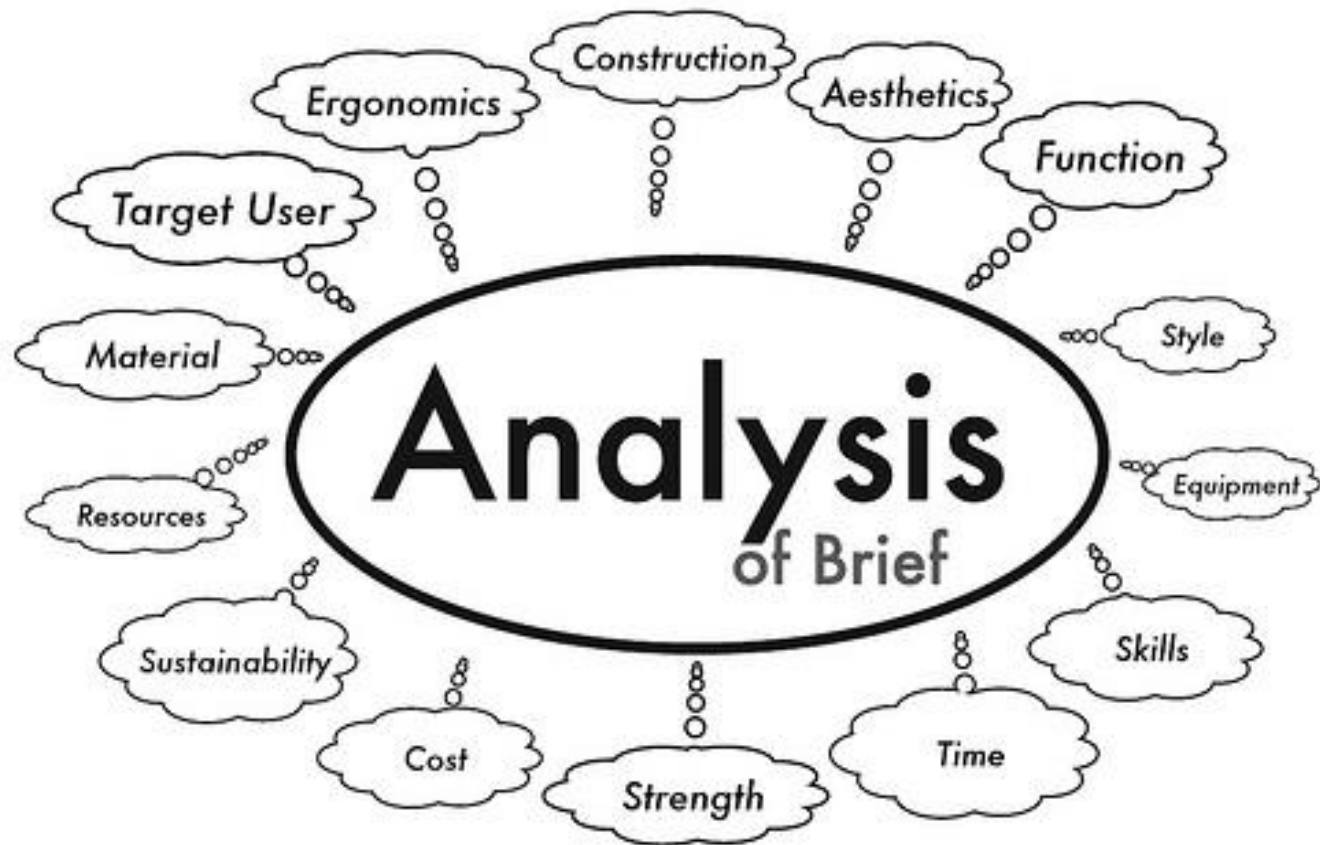 Construction
Aesthetics
Ergonomics
Function
Target User
Style
Material
Analysis
of Brief
Equipment
Resources
Skills
Sustainability
Time
Cost
Strength